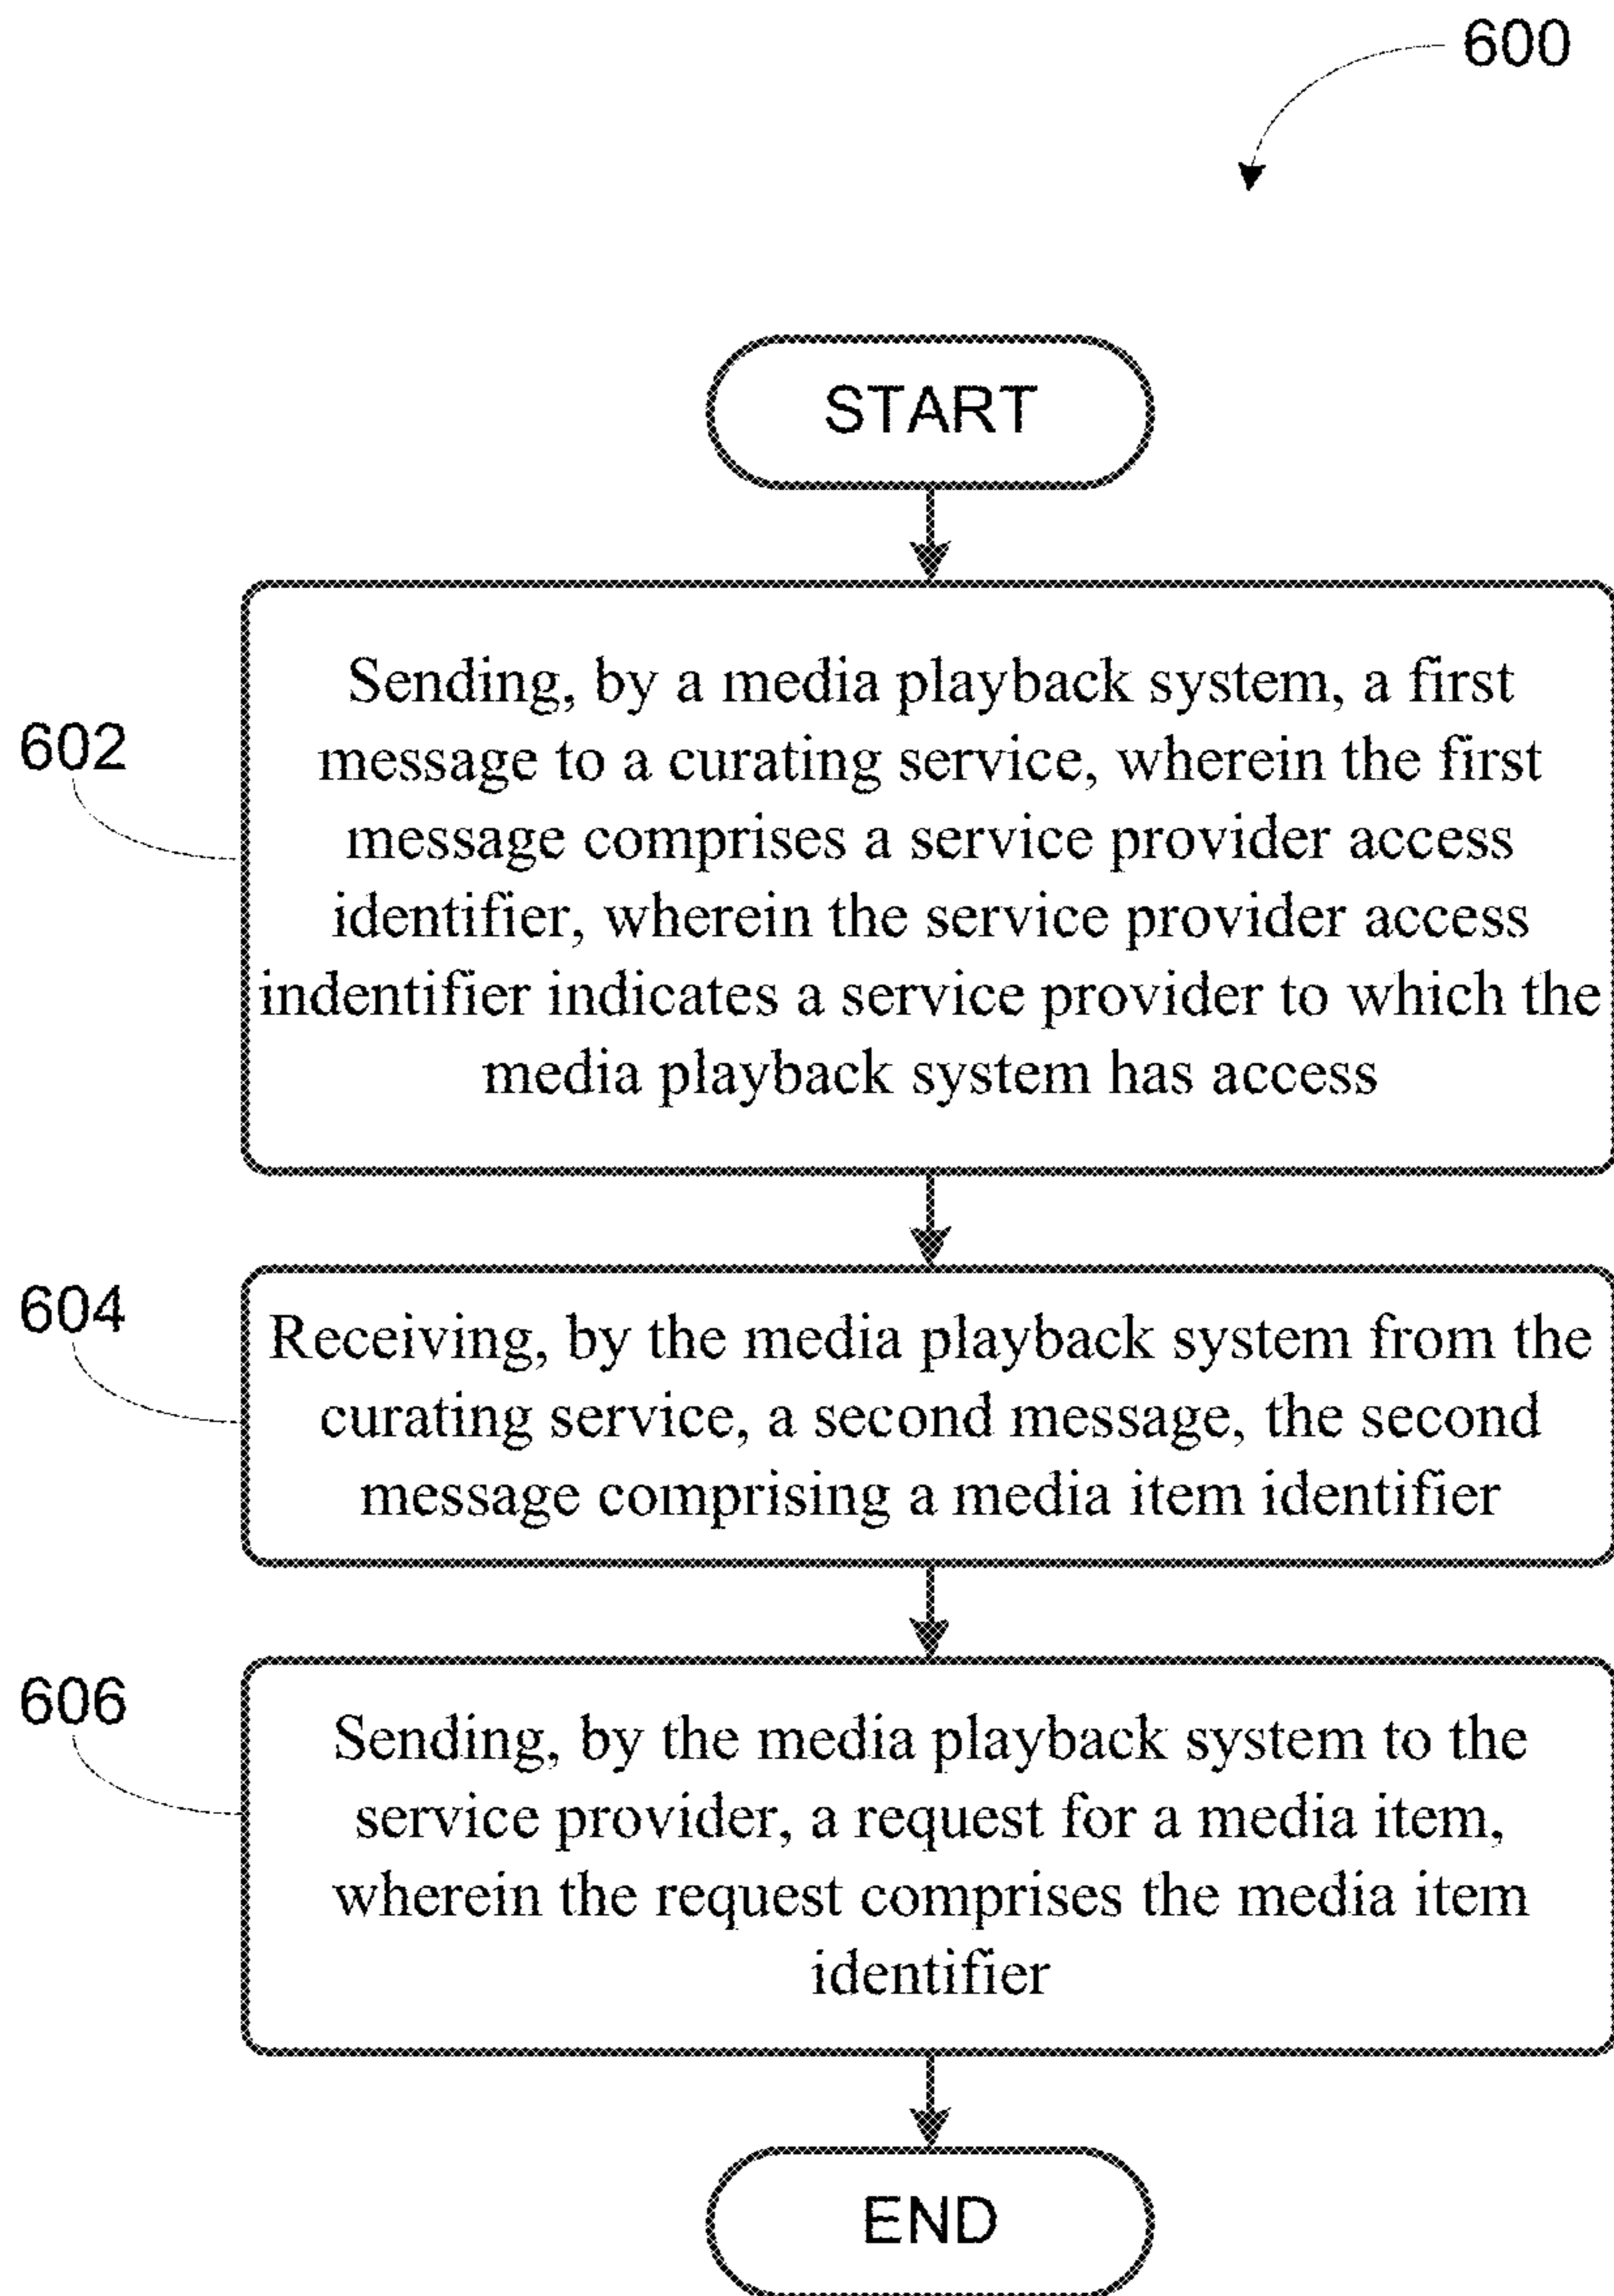 600
START
602
Sending, by a media playback system, a first
message to a curating service, wherein the first
message comprises a service provider access
identifier, wherein the service provider access
indentifier indicates a service provider to which the
media playback system has access
604
Receiving, by the media playback system from the
curating service, a second message, the second
message comprising a media item identifier
606
Sending, by the media playback system to the
service provider, a request for a media item,
wherein the request comprises the media item
identifier
END